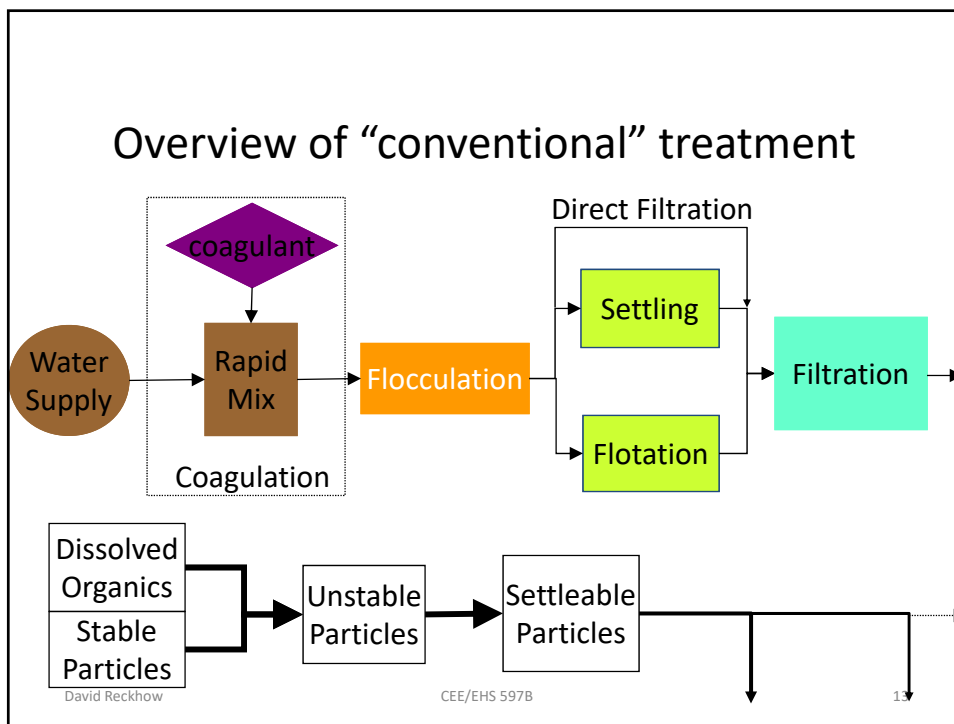 Overview of “conventional” treatment
Direct Filtration
coagulant
Settling
Water
Supply
Rapid
Mix
Flocculation
Filtration
Flotation
Coagulation
Dissolved
Organics
Stable
Particles
Unstable
Particles
Settleable
Particles
David Reckhow
CEE/EHS 597B
13